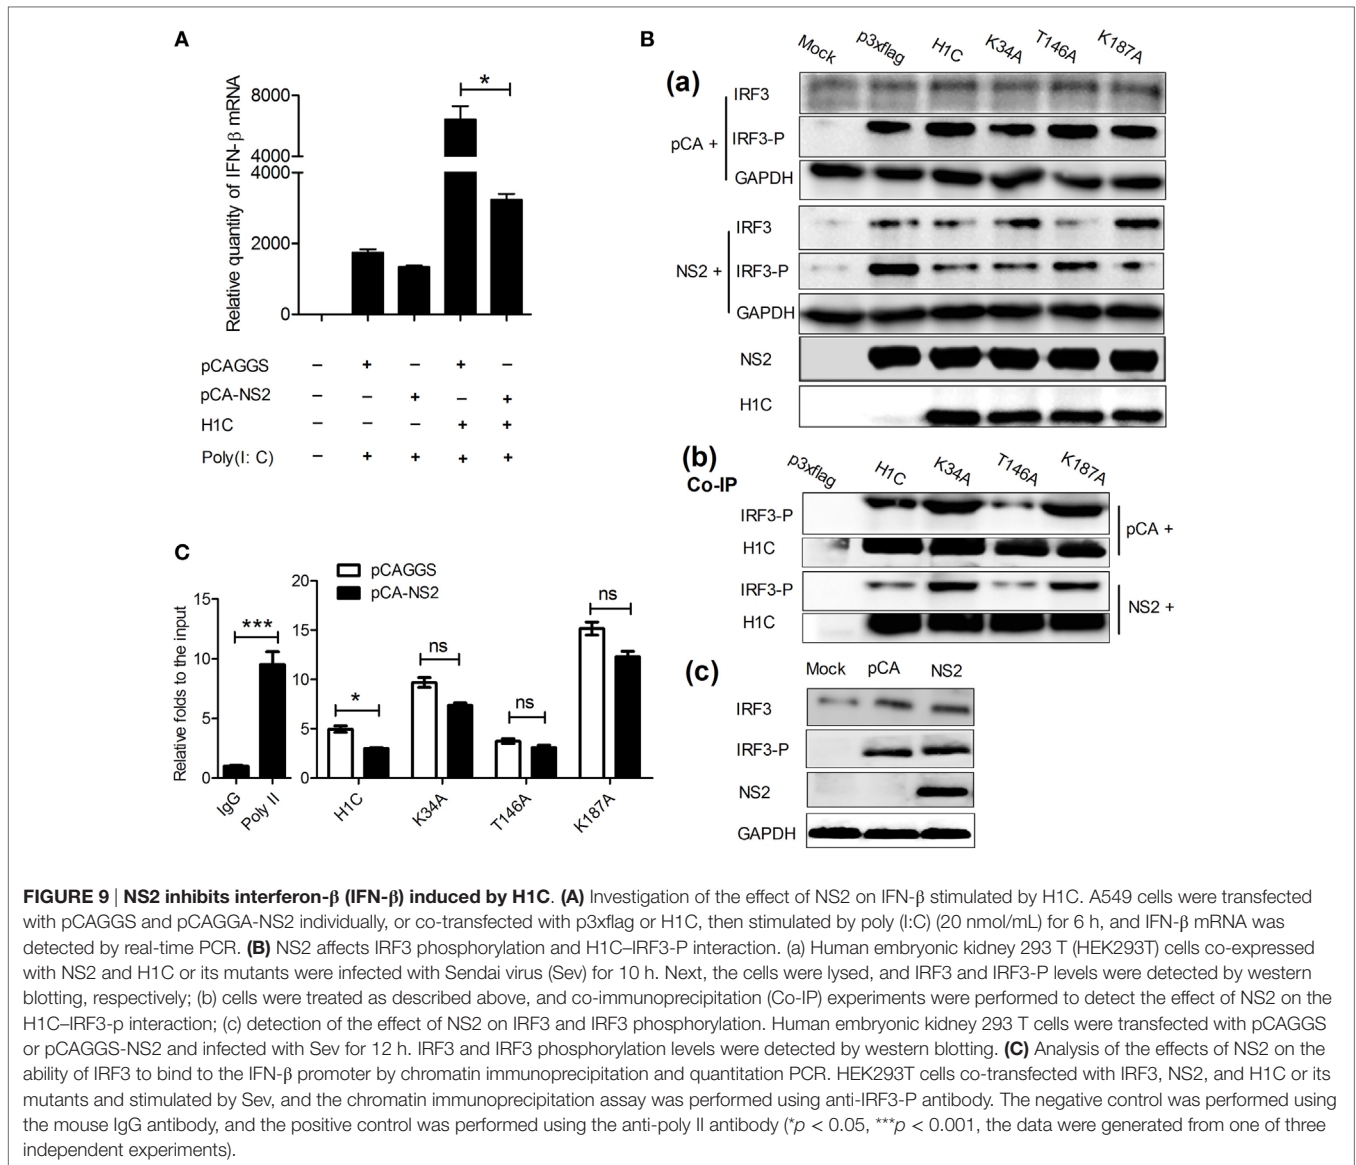 A
Relative quantity of IFN-β mRNA
8000
4000
4000
2000
0
*
pCAGGS – + – + –
pCA-NS2 – – + – +
H1C – – – + +
Poly(I: C) – + + + +
B
Mock p3xflag H1C K34A T146A K187A
(a)
pCA +
IRF3
IRF3-P
GAPDH
NS2 +
IRF3
IRF3-P
GAPDH
NS2
H1C
(b)
Co-IP
p3xflag H1C K34A T146A K187A
IRF3-P
H1C
pCA +
IRF3-P
H1C
NS2 +
(c)
Mock pCA NS2
IRF3
IRF3-P
NS2
GAPDH
C
pCAGGS
pCA-NS2
Relative folds to the input
15
10
5
0
***
IgG Poly II
20
15
10
5
0
* ns ns ns
H1C K34A T146A K187A
FIGURE 9 | NS2 inhibits interferon-β (IFN-β) induced by H1C. (A) Investigation of the effect of NS2 on IFN-β stimulated by H1C. A549 cells were transfected
with pCAGGS and pCAGGA-NS2 individually, or co-transfected with p3xflag or H1C, then stimulated by poly (I:C) (20 nmol/mL) for 6 h, and IFN-β mRNA was
detected by real-time PCR. (B) NS2 affects IRF3 phosphorylation and H1C–IRF3-P interaction. (a) Human embryonic kidney 293 T (HEK293T) cells co-expressed
with NS2 and H1C or its mutants were infected with Sendai virus (Sev) for 10 h. Next, the cells were lysed, and IRF3 and IRF3-P levels were detected by western
blotting, respectively; (b) cells were treated as described above, and co-immunoprecipitation (Co-IP) experiments were performed to detect the effect of NS2 on the
H1C–IRF3-p interaction; (c) detection of the effect of NS2 on IRF3 and IRF3 phosphorylation. Human embryonic kidney 293 T cells were transfected with pCAGGS
or pCAGGS-NS2 and infected with Sev for 12 h. IRF3 and IRF3 phosphorylation levels were detected by western blotting. (C) Analysis of the effects of NS2 on the
ability of IRF3 to bind to the IFN-β promoter by chromatin immunoprecipitation and quantitation PCR. HEK293T cells co-transfected with IRF3, NS2, and H1C or its
mutants and stimulated by Sev, and the chromatin immunoprecipitation assay was performed using anti-IRF3-P antibody. The negative control was performed using
the mouse IgG antibody, and the positive control was performed using the anti-poly II antibody (*p < 0.05, ***p < 0.001, the data were generated from one of three
independent experiments).